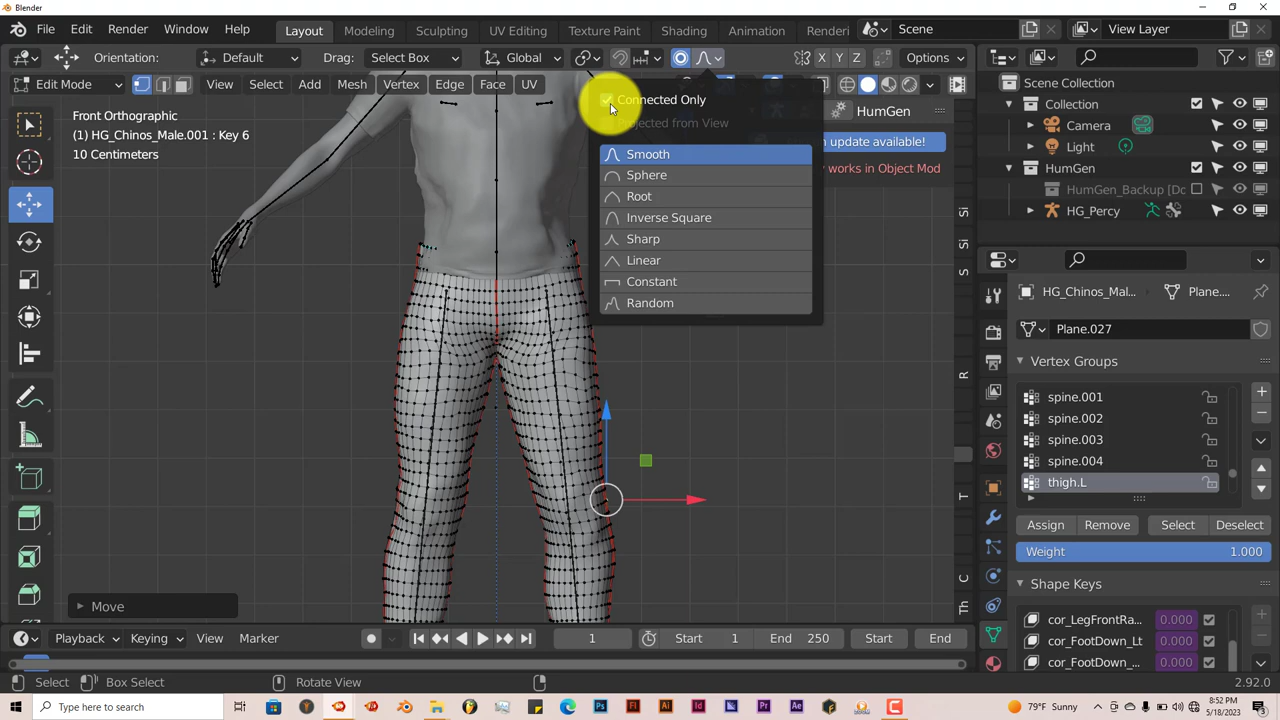 Blender
File Edit Render Window Help Layout Modeling Sculpting UV Editing Texture Paint Shading Animation Renderi Scene View Layer
Orientation: Default Drag: Select Box Global X Y Z Options
Edit Mode View Select Add Mesh Vertex Edge Face UV
Front Orthographic
(1) HG_Chinos_Male.001 : Key 6
10 Centimeters
Connected Only
Projected from View
Smooth
Sphere
Root
Inverse Square
Sharp
Linear
Constant
Random
HumGen
n update available!
y works in Object Mod
Si
Si
S
R
T
C
Th
Move
Scene Collection
Collection
Camera
Light
HumGen
HumGen_Backup [Dc
HG_Percy
HG_Chinos_Mal... Plane....
Plane.027
Vertex Groups
spine.001
spine.002
spine.003
spine.004
thigh.L
Assign Remove Select Deselect
Weight 1.000
Shape Keys
cor_LegFrontRa... 0.000
cor_FootDown_Lt 0.000
cor_FootDown_... 0.000
Playback Keying View Marker 1 Start 1 End 250 Start End
Select Box Select Rotate View 2.92.0
Type here to search 79°F Sunny 8:52 PM
5/18/2023